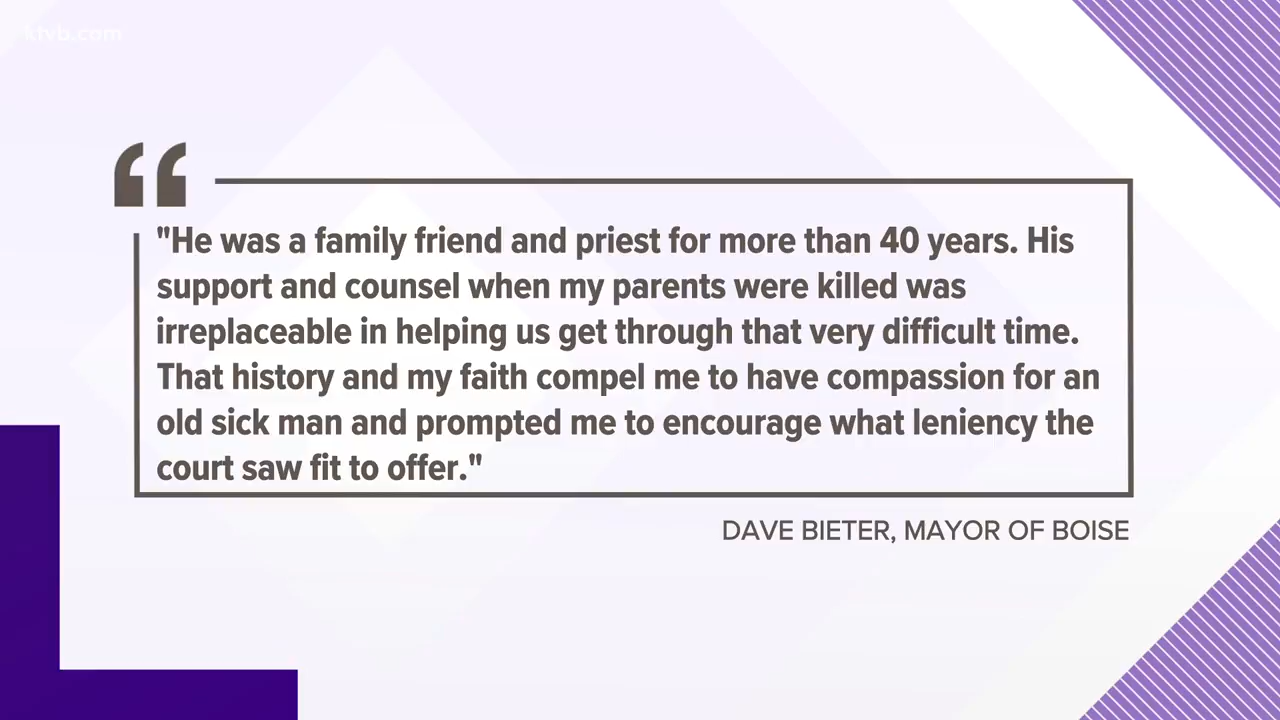 ktvb.com
"He was a family friend and priest for more than 40 years. His
support and counsel when my parents were killed was
irreplaceable in helping us get through that very difficult time.
That history and my faith compel me to have compassion for an
old sick man and prompted me to encourage what leniency the
court saw fit to offer."
DAVE BIETER, MAYOR OF BOISE